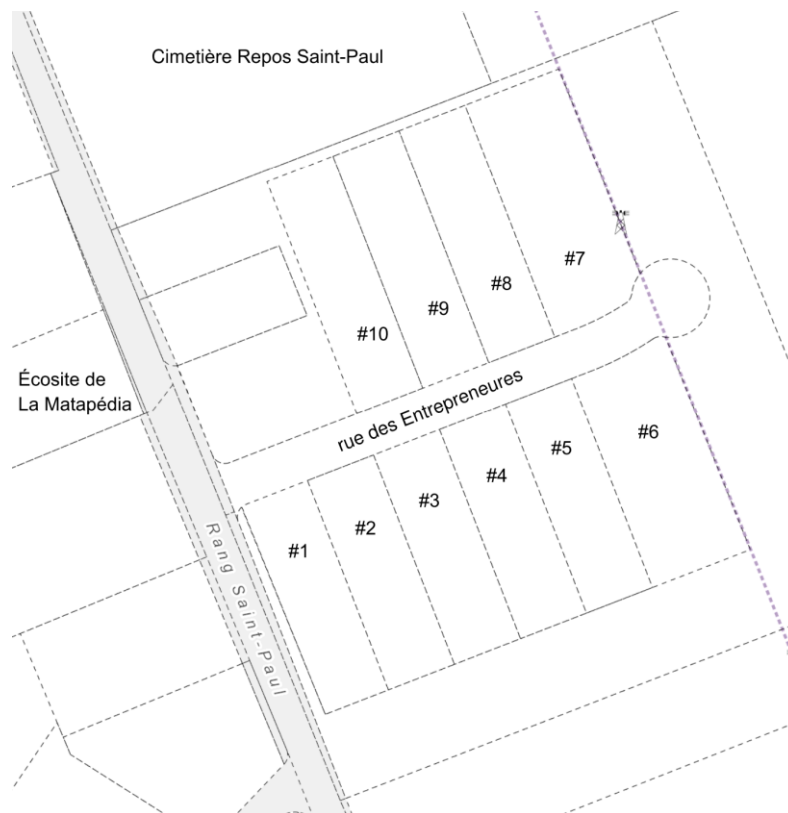 Cimetière Repos Saint-Paul
#7
#8
#9
#10
Écosite de
La Matapédia
rue des Entrepreneures
#6
#5
#4
#3
#2
#1
Rang Saint-Paul